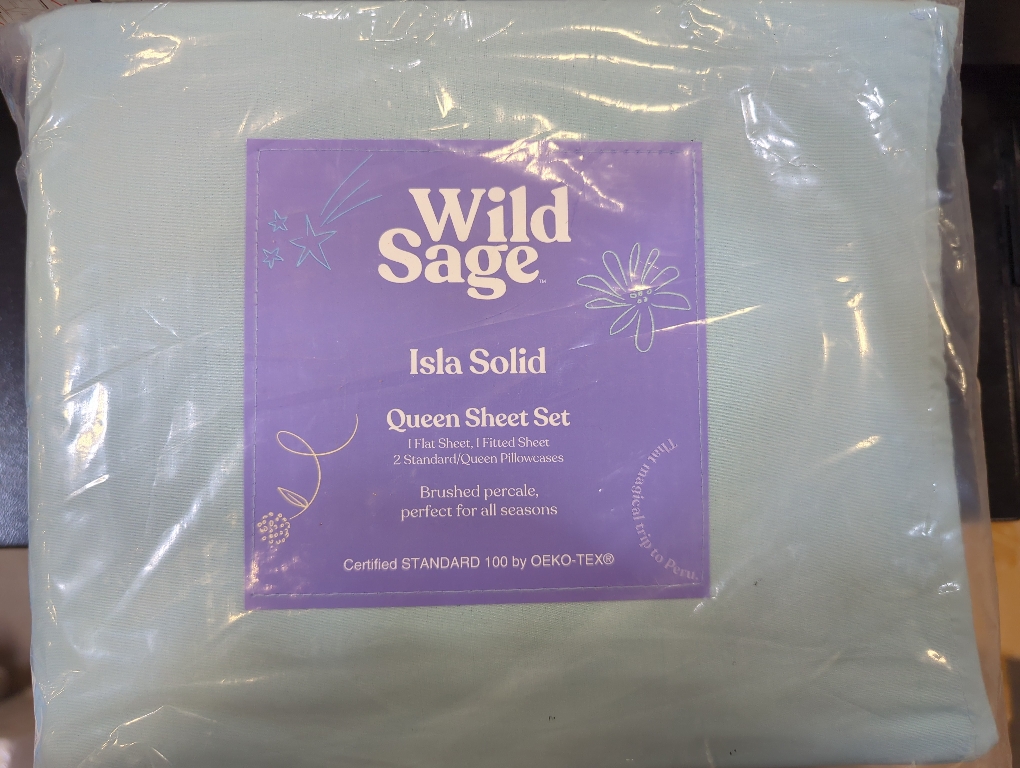 Wild
Sage™
Isla Solid
Queen Sheet Set
1 Flat Sheet, 1 Fitted Sheet
2 Standard/Queen Pillowcases
Brushed percale,
perfect for all seasons
That magical trip to Peru.
Certified STANDARD 100 by OEKO-TEX®